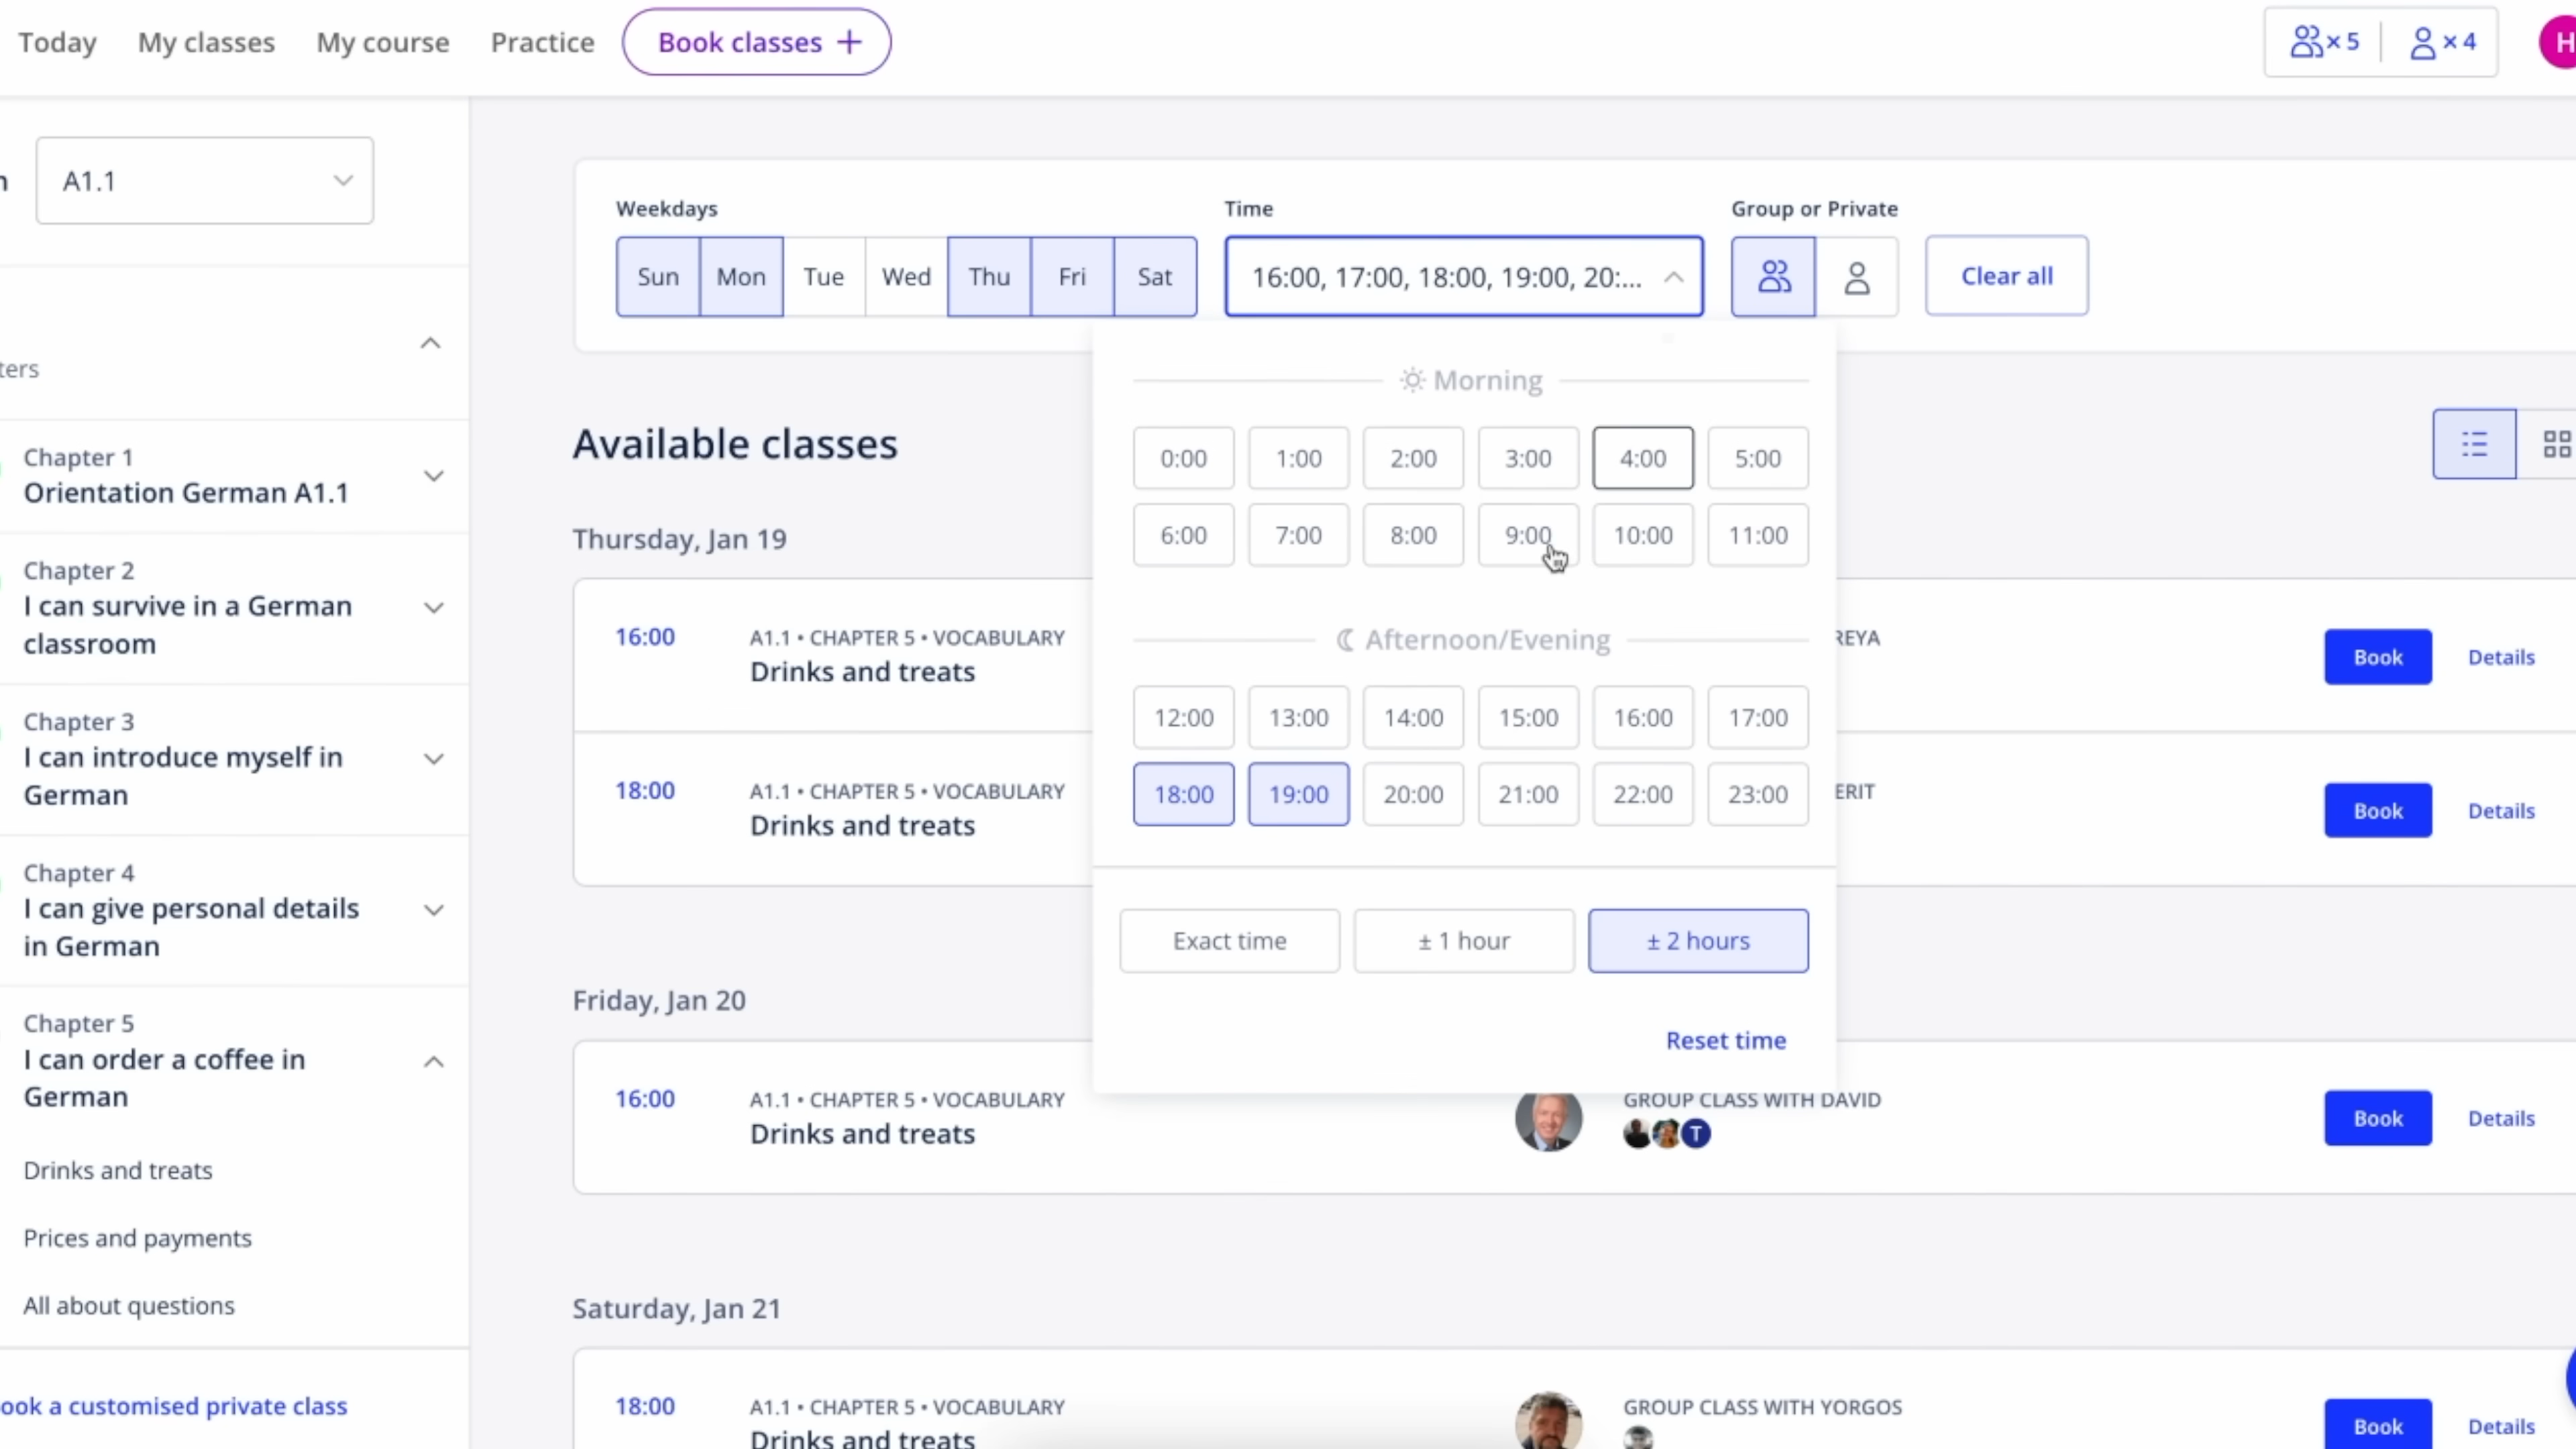 Today My classes My course Practice Book classes +
× 5 × 4 H
A1.1
Chapter 1
Orientation German A1.1
Chapter 2
I can survive in a German
classroom
Chapter 3
I can introduce myself in
German
Chapter 4
I can give personal details
in German
Chapter 5
I can order a coffee in
German
Drinks and treats
Prices and payments
All about questions
ook a customised private class
Weekdays Time Group or Private
Sun Mon Tue Wed Thu Fri Sat 16:00, 17:00, 18:00, 19:00, 20:... Clear all
Morning
0:00 1:00 2:00 3:00 4:00 5:00
6:00 7:00 8:00 9:00 10:00 11:00
Afternoon/Evening
12:00 13:00 14:00 15:00 16:00 17:00
18:00 19:00 20:00 21:00 22:00 23:00
Exact time ± 1 hour ± 2 hours
Reset time
Available classes
Thursday, Jan 19
16:00 A1.1 • CHAPTER 5 • VOCABULARY REYA
Drinks and treats Book Details
18:00 A1.1 • CHAPTER 5 • VOCABULARY ERIT
Drinks and treats Book Details
Friday, Jan 20
16:00 A1.1 • CHAPTER 5 • VOCABULARY GROUP CLASS WITH DAVID
Drinks and treats T Book Details
Saturday, Jan 21
18:00 A1.1 • CHAPTER 5 • VOCABULARY GROUP CLASS WITH YORGOS
Drinks and treats Book Details